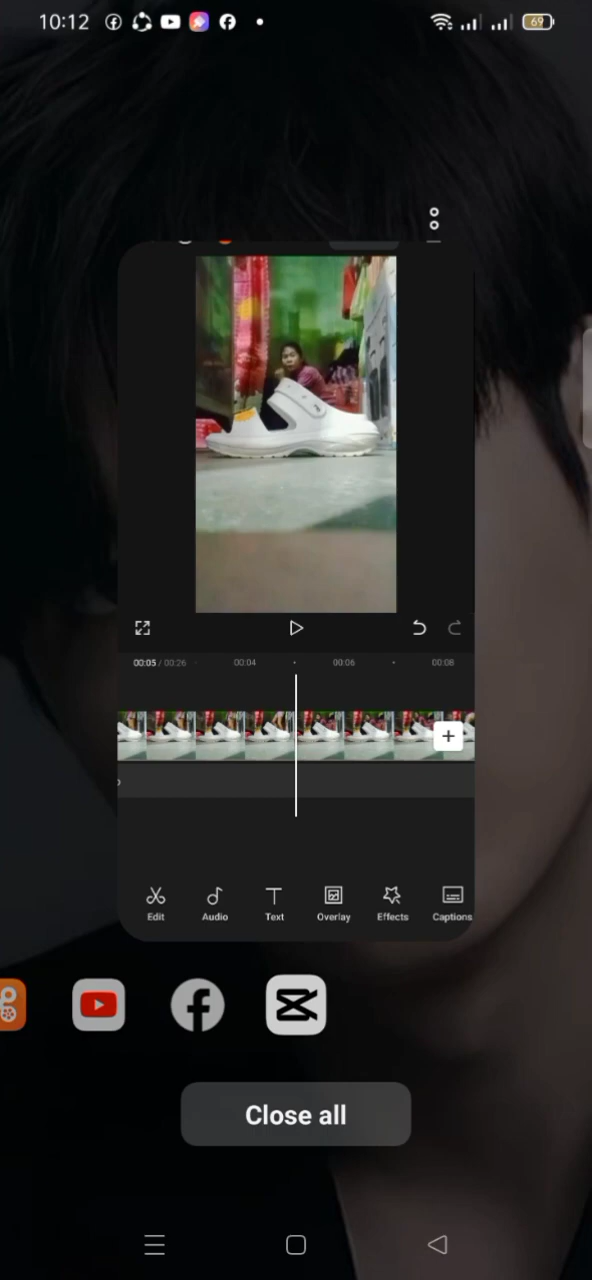 10:12
69
00:05 / 00:26
00:04
00:06
00:08
Edit
Audio
Text
Overlay
Effects
Captions
Close all